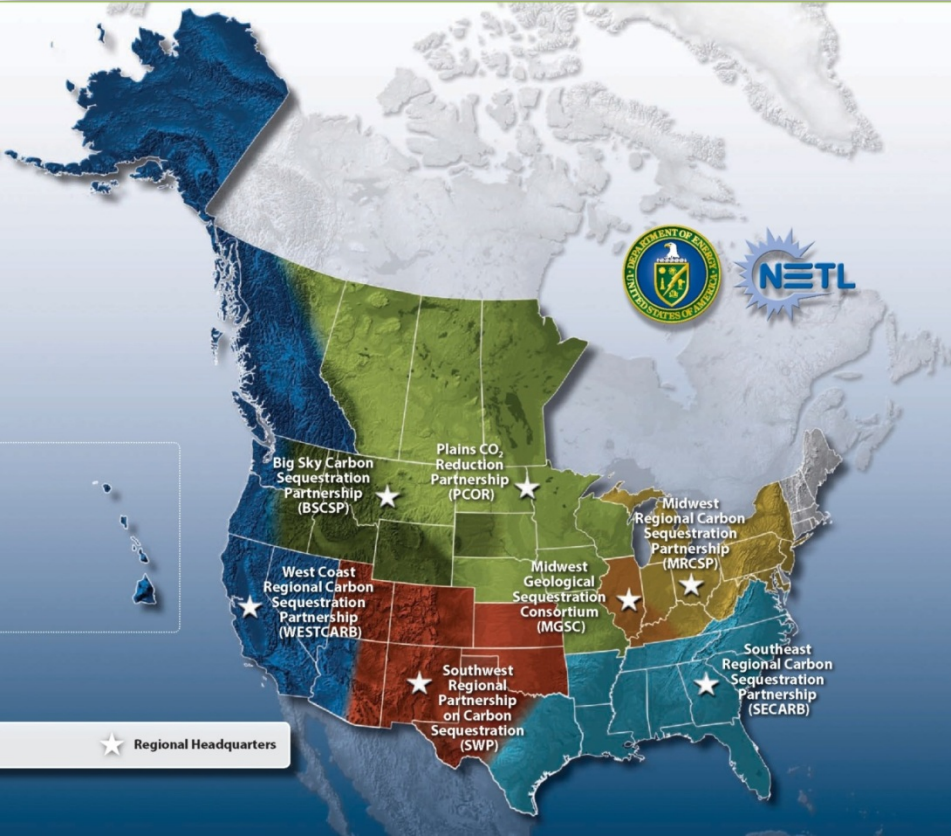 DEPARTMENT OF ENERGY
UNITED STATES OF AMERICA
NETL
Big Sky Carbon
Sequestration
Partnership
(BSCSP)
Plains CO₂
Reduction
Partnership
(PCOR)
Midwest
Regional Carbon
Sequestration
Partnership
(MRCSP)
West Coast
Regional Carbon
Sequestration
Partnership
(WESTCARB)
Midwest
Geological
Sequestration
Consortium
(MGSC)
Southwest
Regional
Partnership
on Carbon
Sequestration
(SWP)
Southeast
Regional Carbon
Sequestration
Partnership
(SECARB)
Regional Headquarters